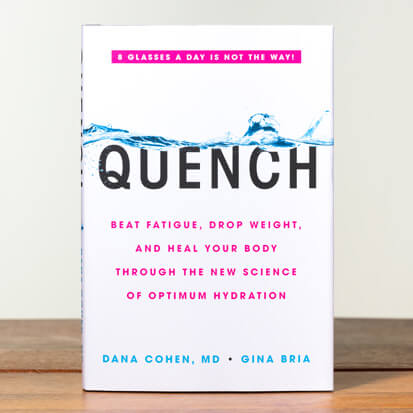 8 GLASSES A DAY IS NOT THE WAY!
QUENCH
BEAT FATIGUE, DROP WEIGHT,
AND HEAL YOUR BODY
THROUGH THE NEW SCIENCE
OF OPTIMUM HYDRATION
DANA COHEN, MD • GINA BRIA